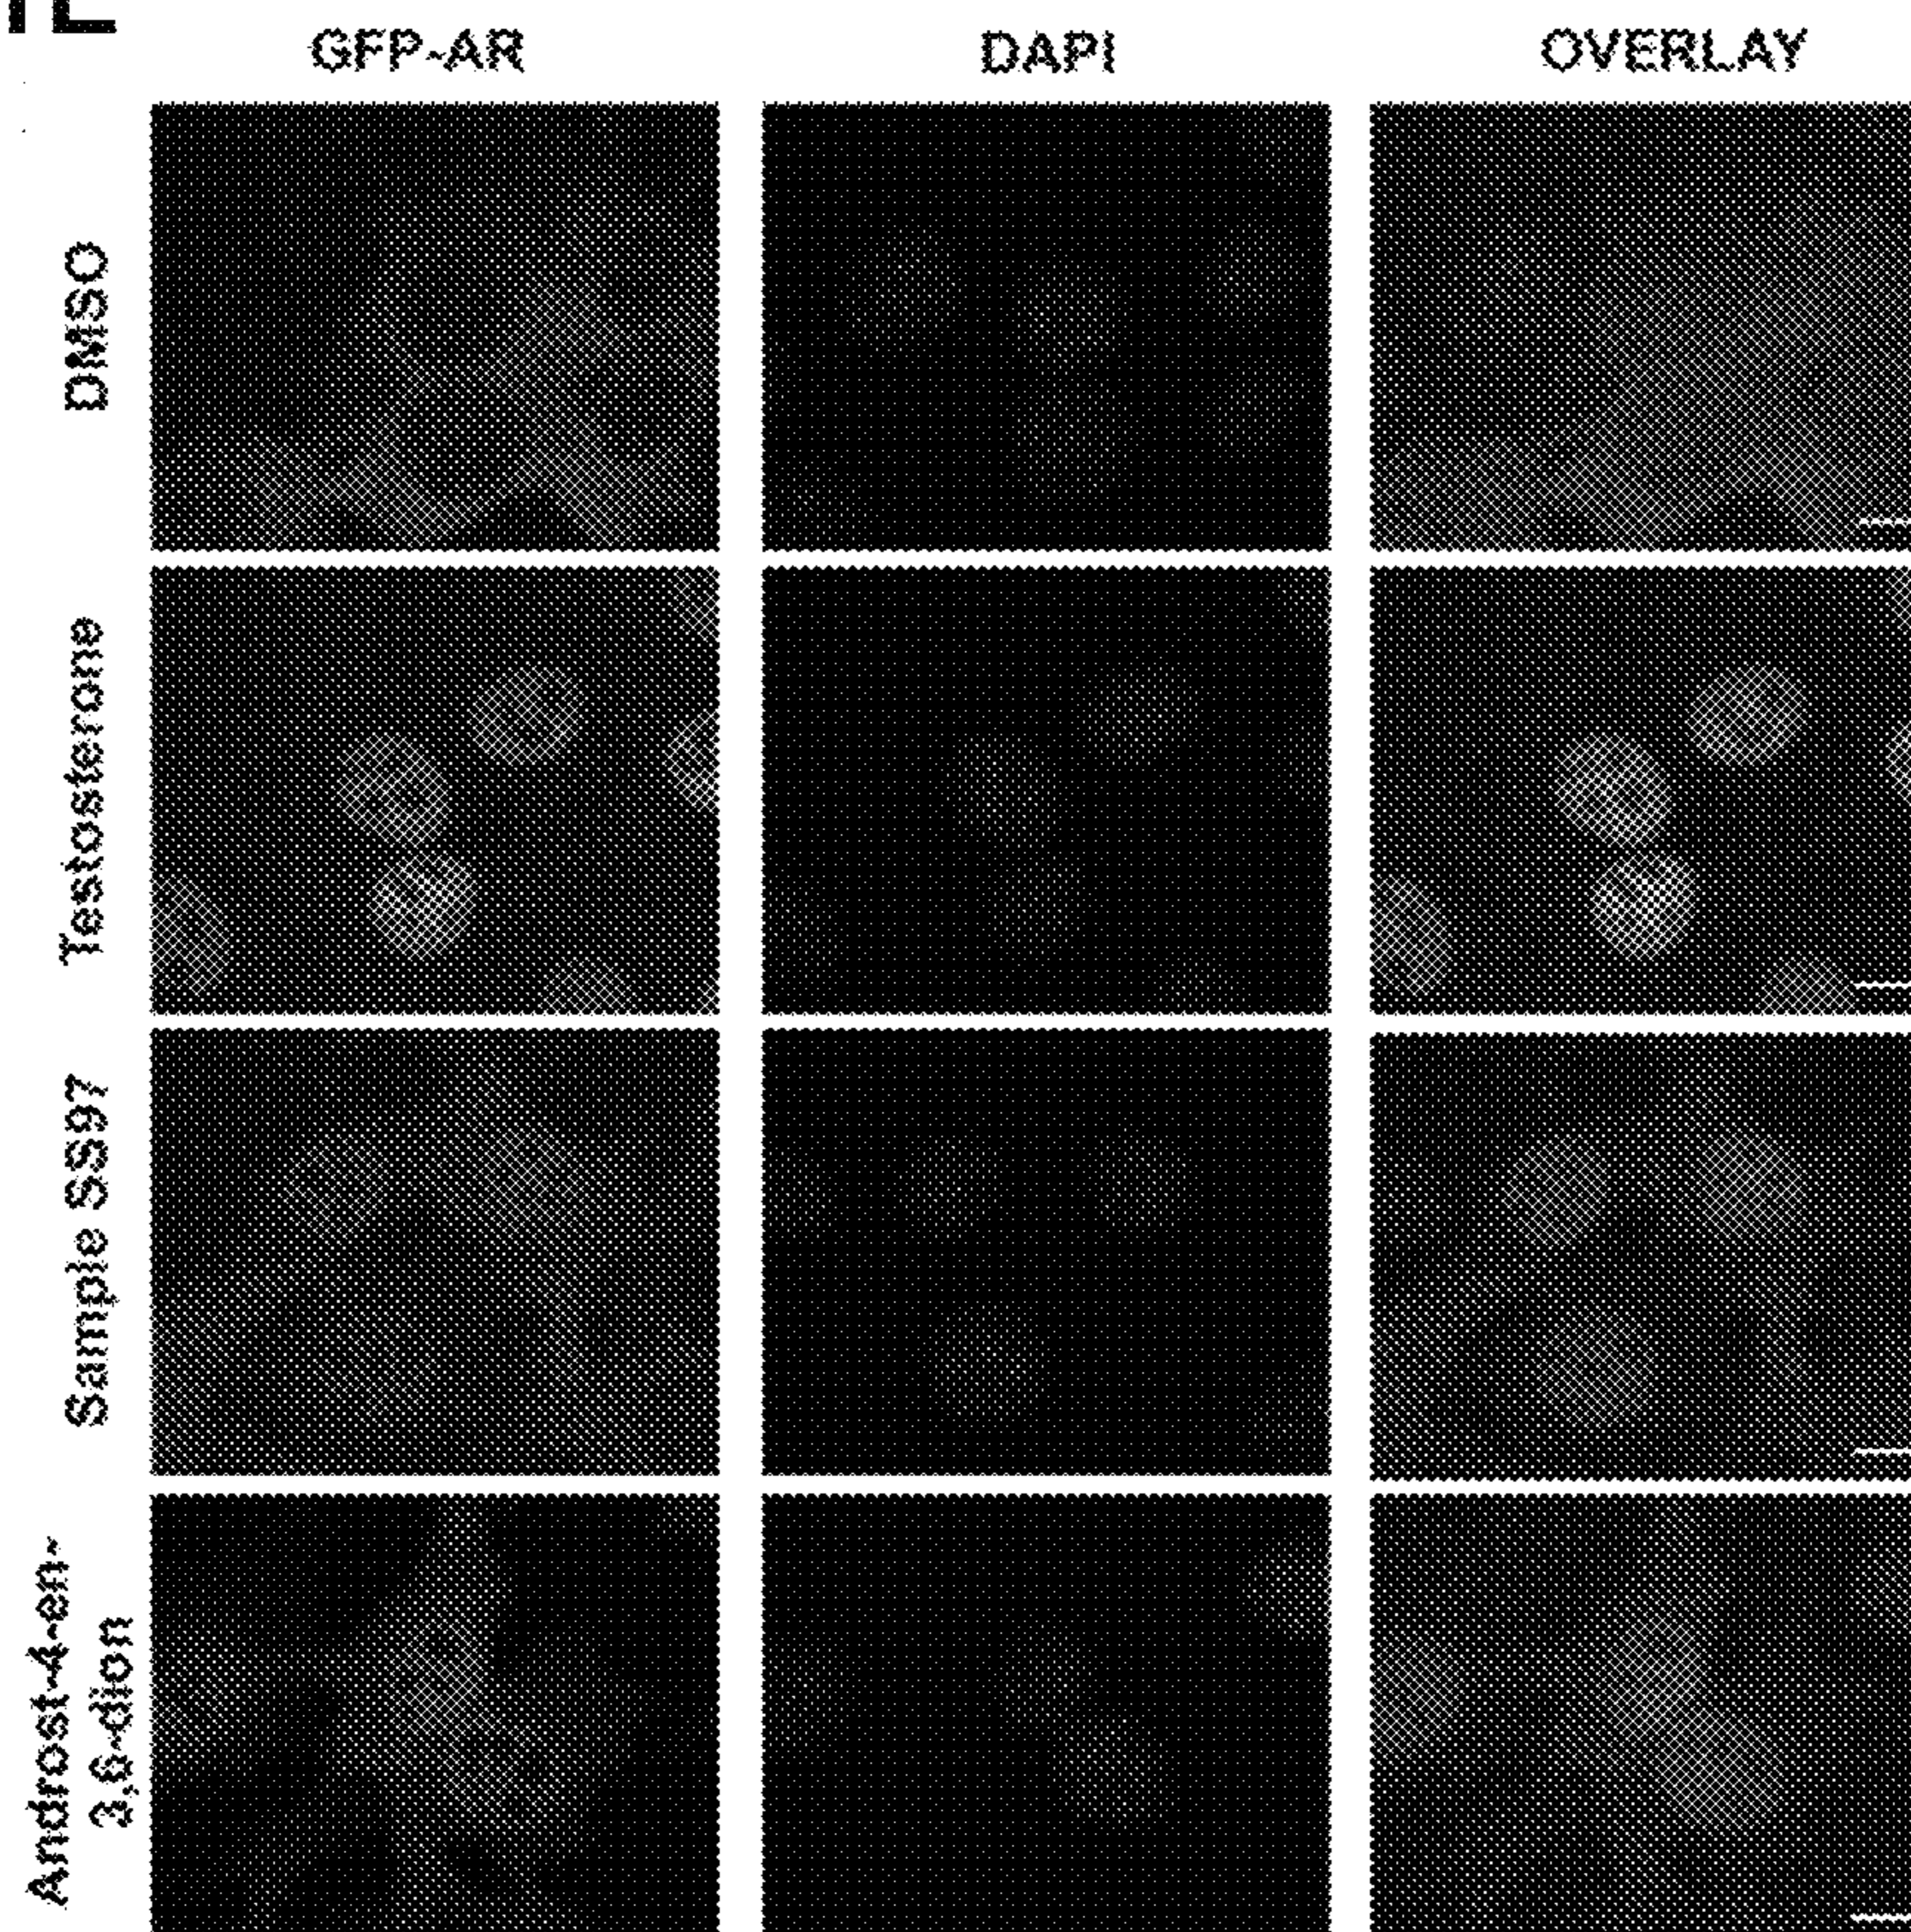 GFP-AR DAPI OVERLAY
DMSO
Testosterone
Sample SS97
Androst-4-en-
3,6-dion